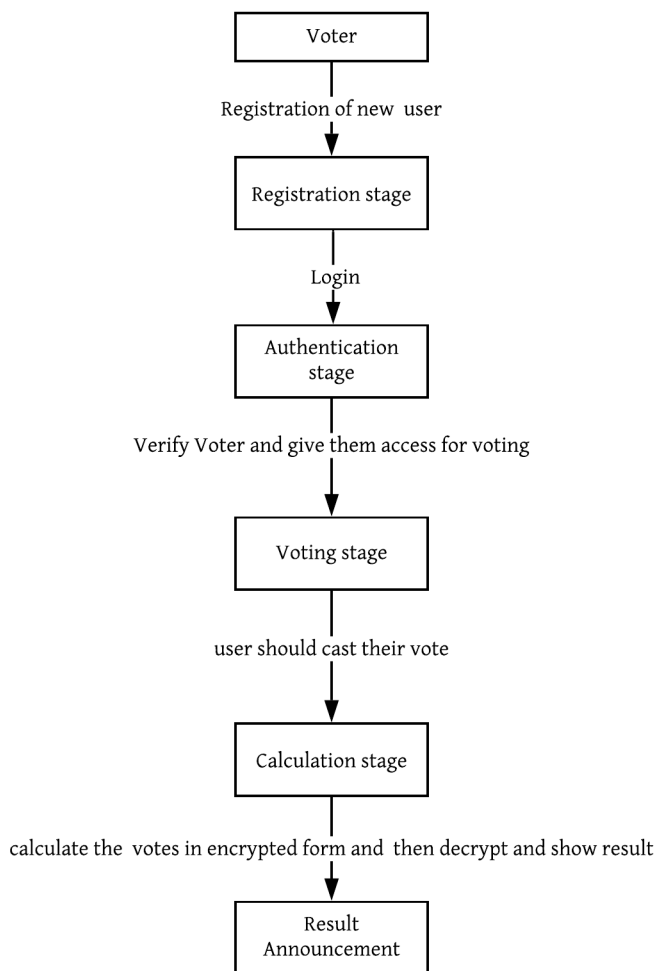 Voter
Registration of new user
Registration stage
Login
Authentication
stage
Verify Voter and give them access for voting
Voting stage
user should cast their vote
Calculation stage
calculate the votes in encrypted form and then decrypt and show result
Result
Announcement